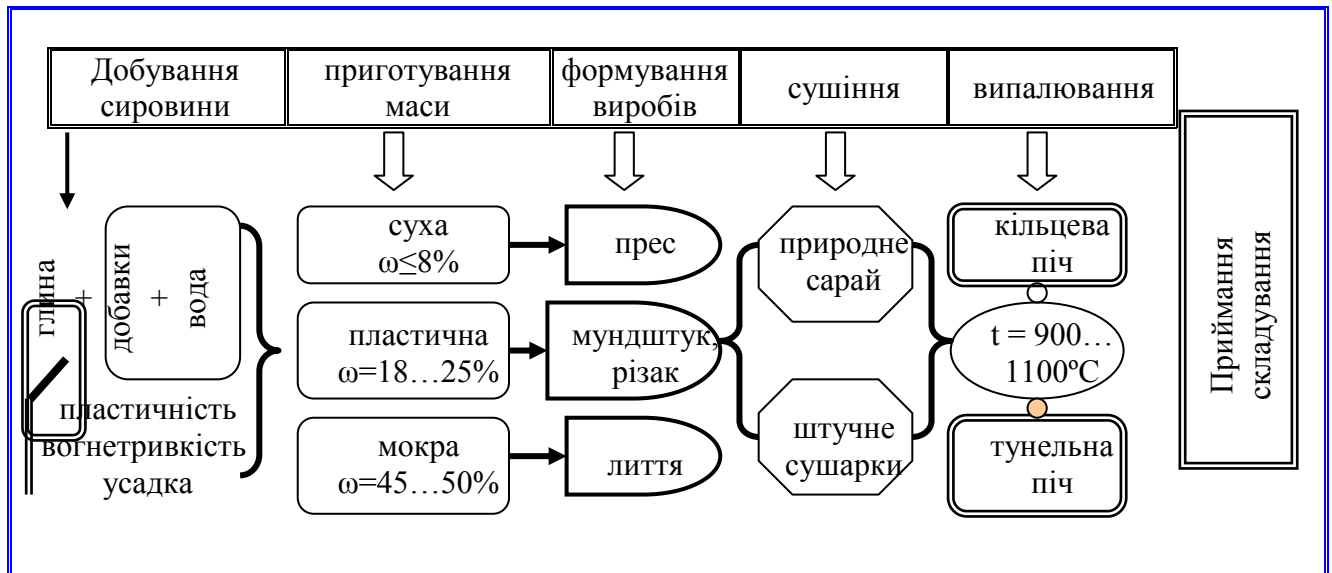 Добування
сировини
приготування
маси
формування
виробів
сушіння
випалювання
глина
+
добавки
+
вода
пластичність
вогнетривкість
усадка
суха
ω≤8%
пластична
ω=18…25%
мокра
ω=45…50%
прес
мундштук,
різак
лиття
природне
сарай
штучне
сушарки
кільцева
піч
t = 900…
1100ºС
тунельна
піч
Приймання
складування